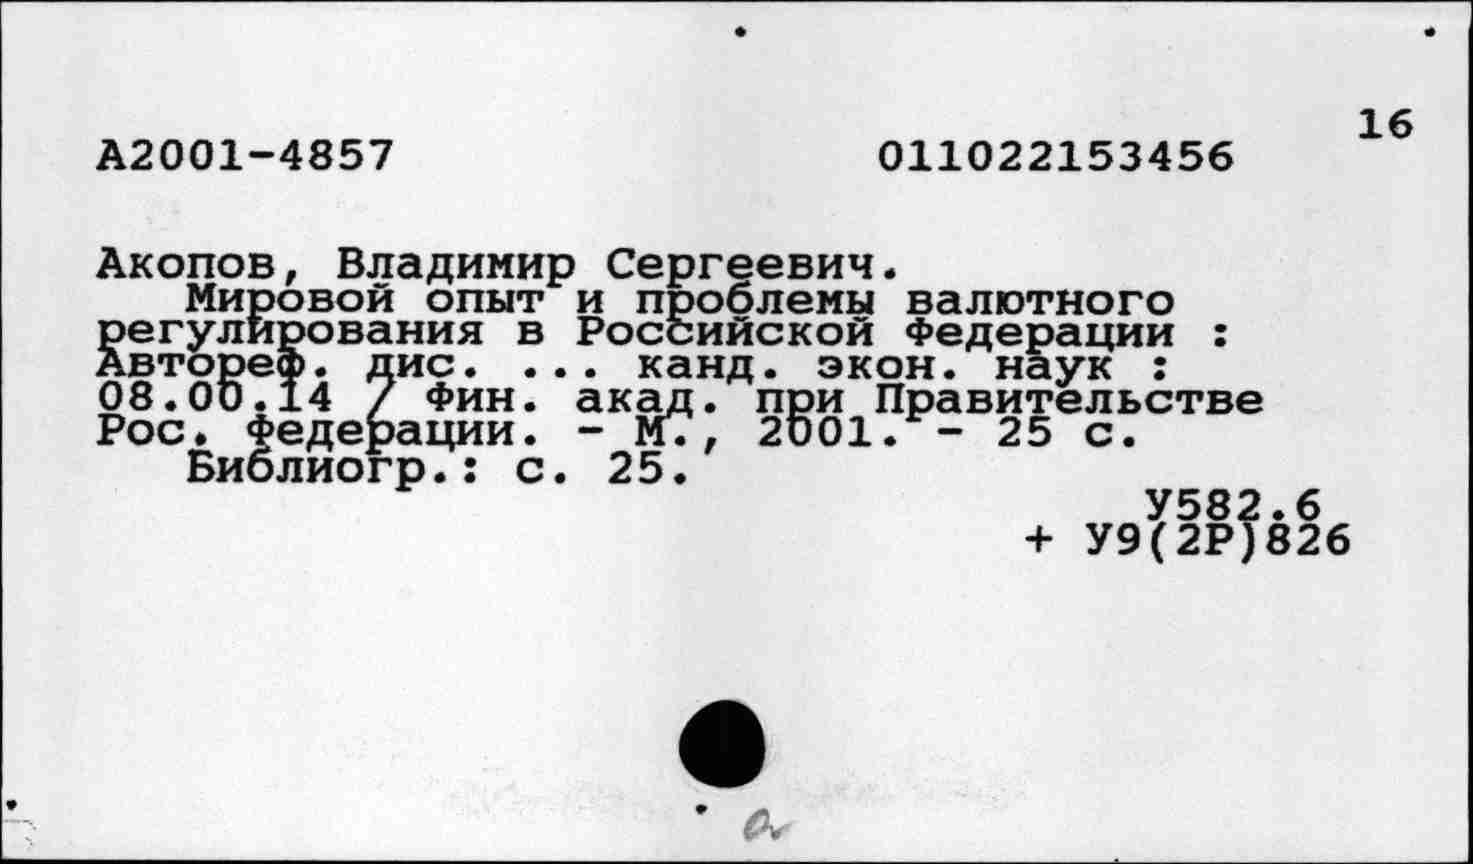 16
А2001-4857 011022153456
Акопов, Владимир Сергеевич.
Мировой опыт и проблемы валютного
регулирования в Российской Федерации :
Автореф. дис. ... канд. экон. наук :
08.00.14 / Фин. акад. при Правительстве
Рос. Федерации. - М., 2001. - 25 с.
Библиогр.: с. 25.
У582.6
+ У9(2Р)826